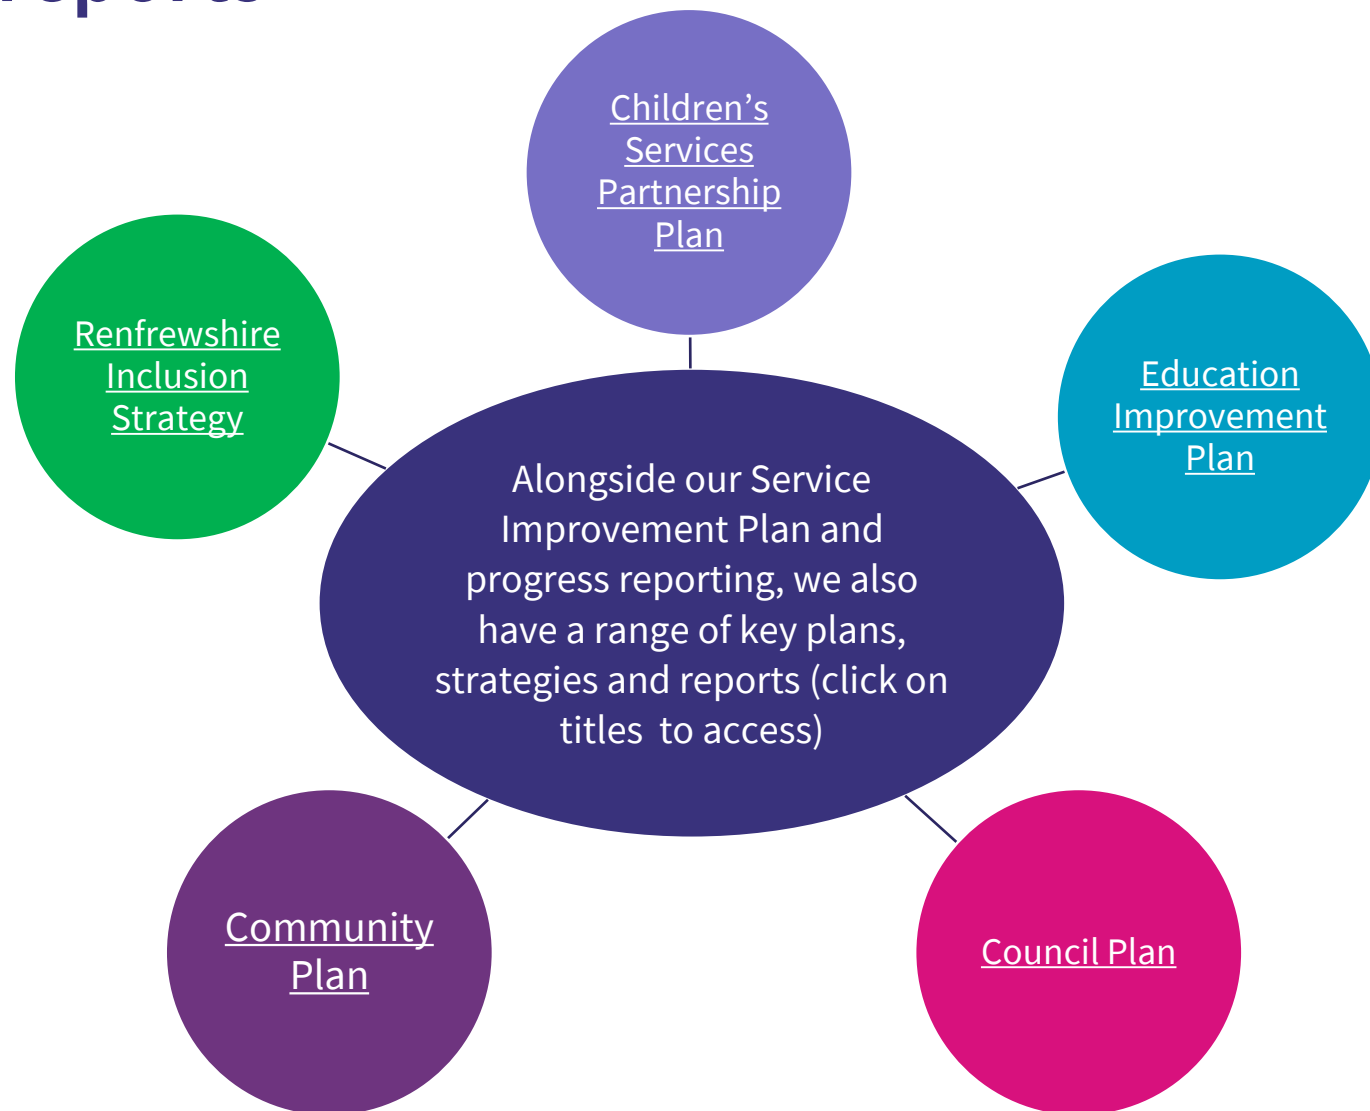 reports
Children’s
Services
Partnership
Plan
Renfrewshire
Inclusion
Strategy
Education
Improvement
Plan
Alongside our Service
Improvement Plan and
progress reporting, we also
have a range of key plans,
strategies and reports (click on
titles  to access)
Community
Plan
Council Plan